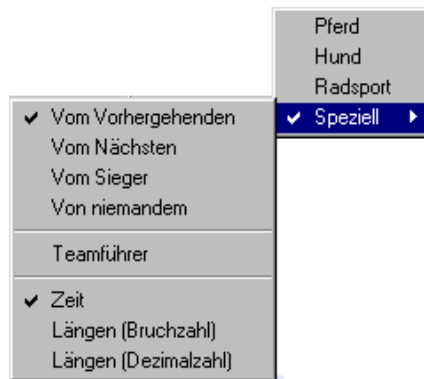 Pferd
Hund
Radsport
Speziell
Vom Vorhergehenden
Vom Nächsten
Vom Sieger
Von niemandem
Teamführer
Zeit
Längen (Bruchzahl)
Längen (Dezimalzahl)